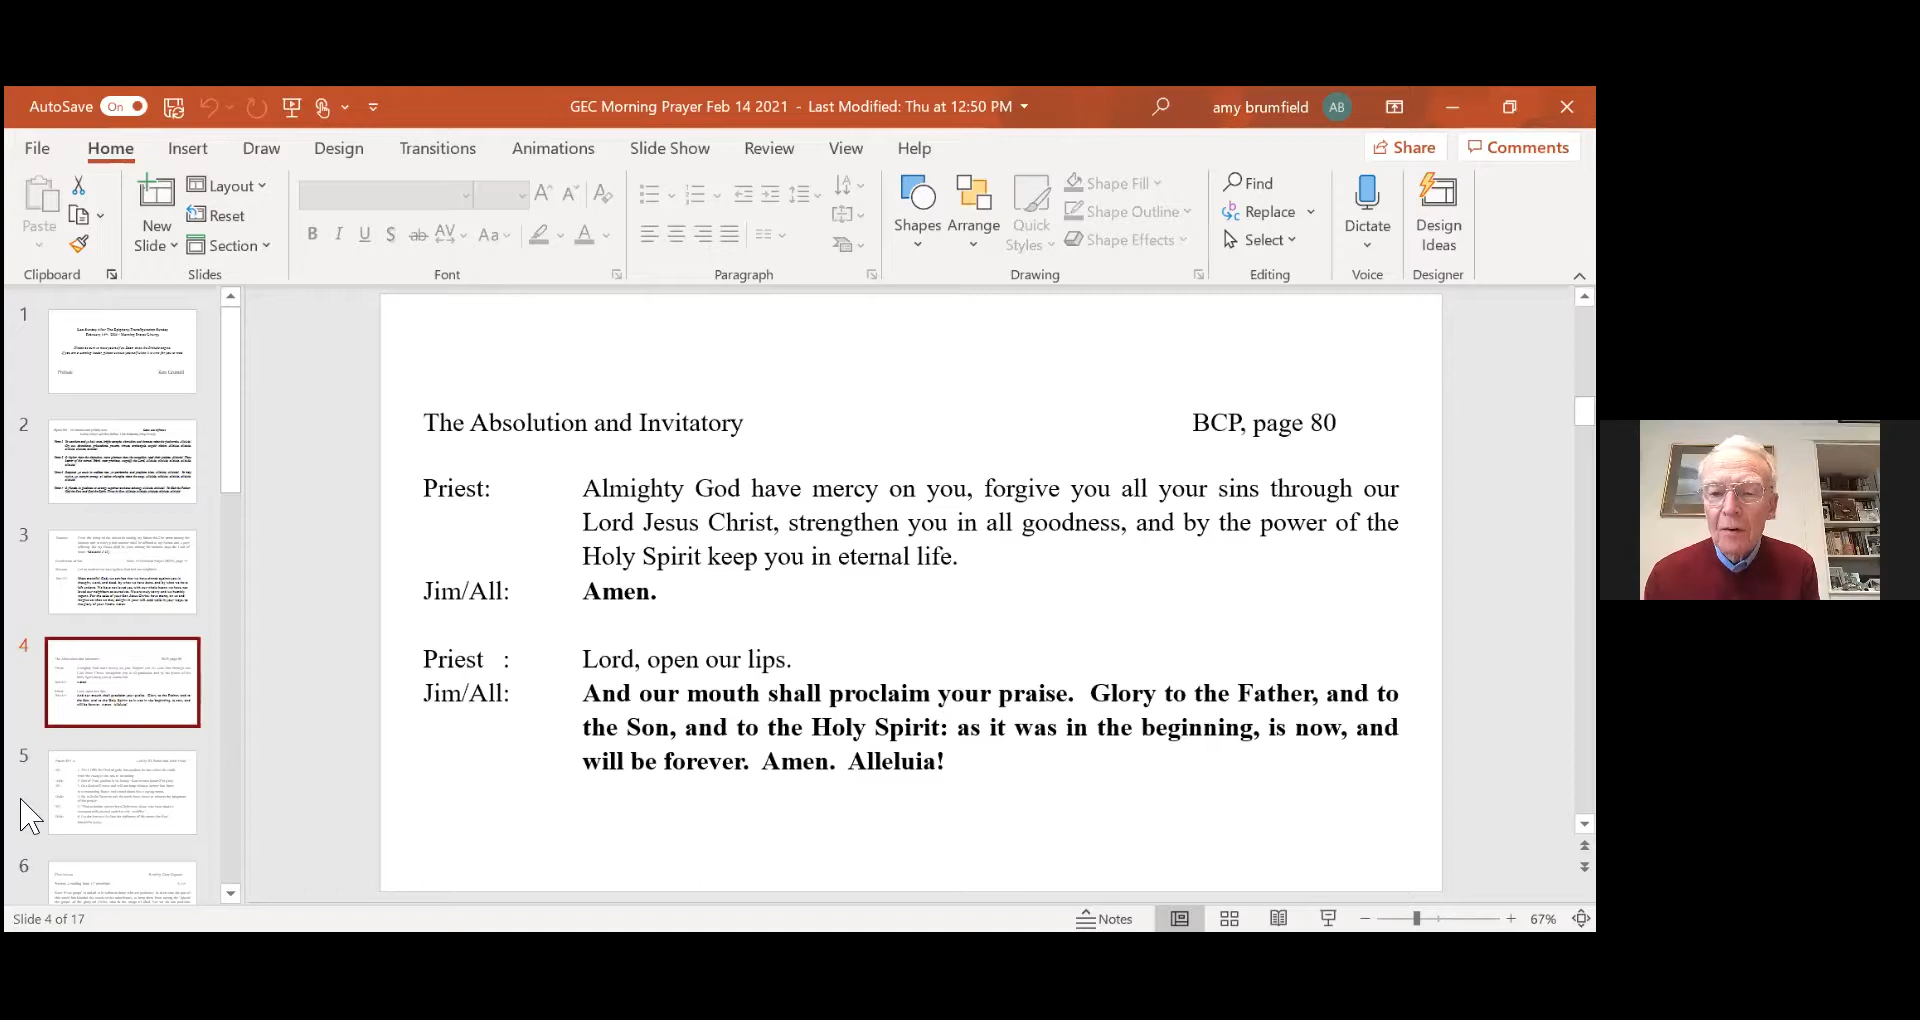 AutoSave On GEC Morning Prayer Feb 14 2021 - Last Modified: Thu at 12:50 PM amy brumfield AB
File Home Insert Draw Design Transitions Animations Slide Show Review View Help Share Comments
Paste
Clipboard
New
Slide
Layout
Reset
Section
Slides
B I U S ab AV Aa A
Font
Paragraph
Shapes
Arrange
Quick
Styles
Shape Fill
Shape Outline
Shape Effects
Drawing
Find
Replace
Select
Editing
Dictate
Voice
Design
Ideas
Designer
1
2
3
4
5
6
The Absolution and Invitatory BCP, page 80
Priest: Almighty God have mercy on you, forgive you all your sins through our
Lord Jesus Christ, strengthen you in all goodness, and by the power of the
Holy Spirit keep you in eternal life.
Jim/All: Amen.
Priest : Lord, open our lips.
Jim/All: And our mouth shall proclaim your praise. Glory to the Father, and to
the Son, and to the Holy Spirit: as it was in the beginning, is now, and
will be forever. Amen. Alleluia!
Slide 4 of 17 Notes 67%